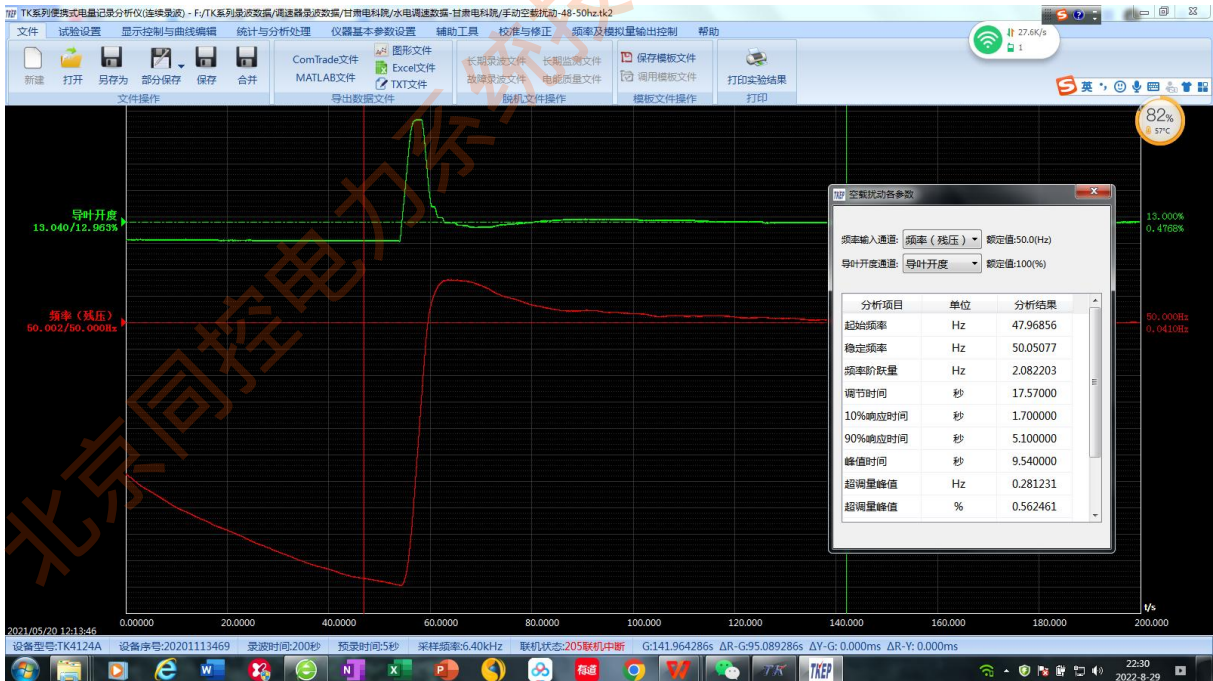 TKEP TK系列便携式电量记录分析仪(连续录波) - F:/TK系列录波数据/调速器录波数据/甘肃电科院/水电调速数据-甘肃电科院/手动空载扰动-48-50hz.tk2
文件 试验设置 显示控制与曲线编辑 统计与分析处理 仪器基本参数设置 辅助工具 校准与修正 频率及模拟量输出控制 帮助
27.6K/s
1
新建 打开 另存为 部分保存 保存 合并
ComTrade文件
MATLAB文件
图形文件
Excel文件
TXT文件
长期录波文件 长期监测文件
故障录波文件 电能质量文件
保存模板文件
调用模板文件
打印实验结果
文件操作 导出数据文件 脱机文件操作 模板文件操作 打印
英
82%
57℃
导叶开度
13.040/12.963%
13.000%
0.4768%
频率（残压）
50.002/50.000Hz
50.000Hz
0.0410Hz
TKEP 空载扰动各参数
频率输入通道: 频率（残压） 额定值:50.0(Hz)
导叶开度通道: 导叶开度 额定值:100(%)
分析项目 单位 分析结果
起始频率 Hz 47.96856
稳定频率 Hz 50.05077
频率阶跃量 Hz 2.082203
调节时间 秒 17.57000
10%响应时间 秒 1.700000
90%响应时间 秒 5.100000
峰值时间 秒 9.540000
超调量峰值 Hz 0.281231
超调量峰值 % 0.562461
t/s
0.00000 20.0000 40.0000 60.0000 80.0000 100.000 120.000 140.000 160.000 180.000 200.000
2021/05/20 12:13:46
设备型号:TK4124A 设备序号:20201113469 录波时间:200秒 预录时间:5秒 采样频率:6.40kHz 联机状态:205联机中断 G:141.964286s ΔR-G:95.089286s ΔY-G: 0.000ms ΔR-Y: 0.000ms
有道 TK TKEP
22:30
2022-8-29